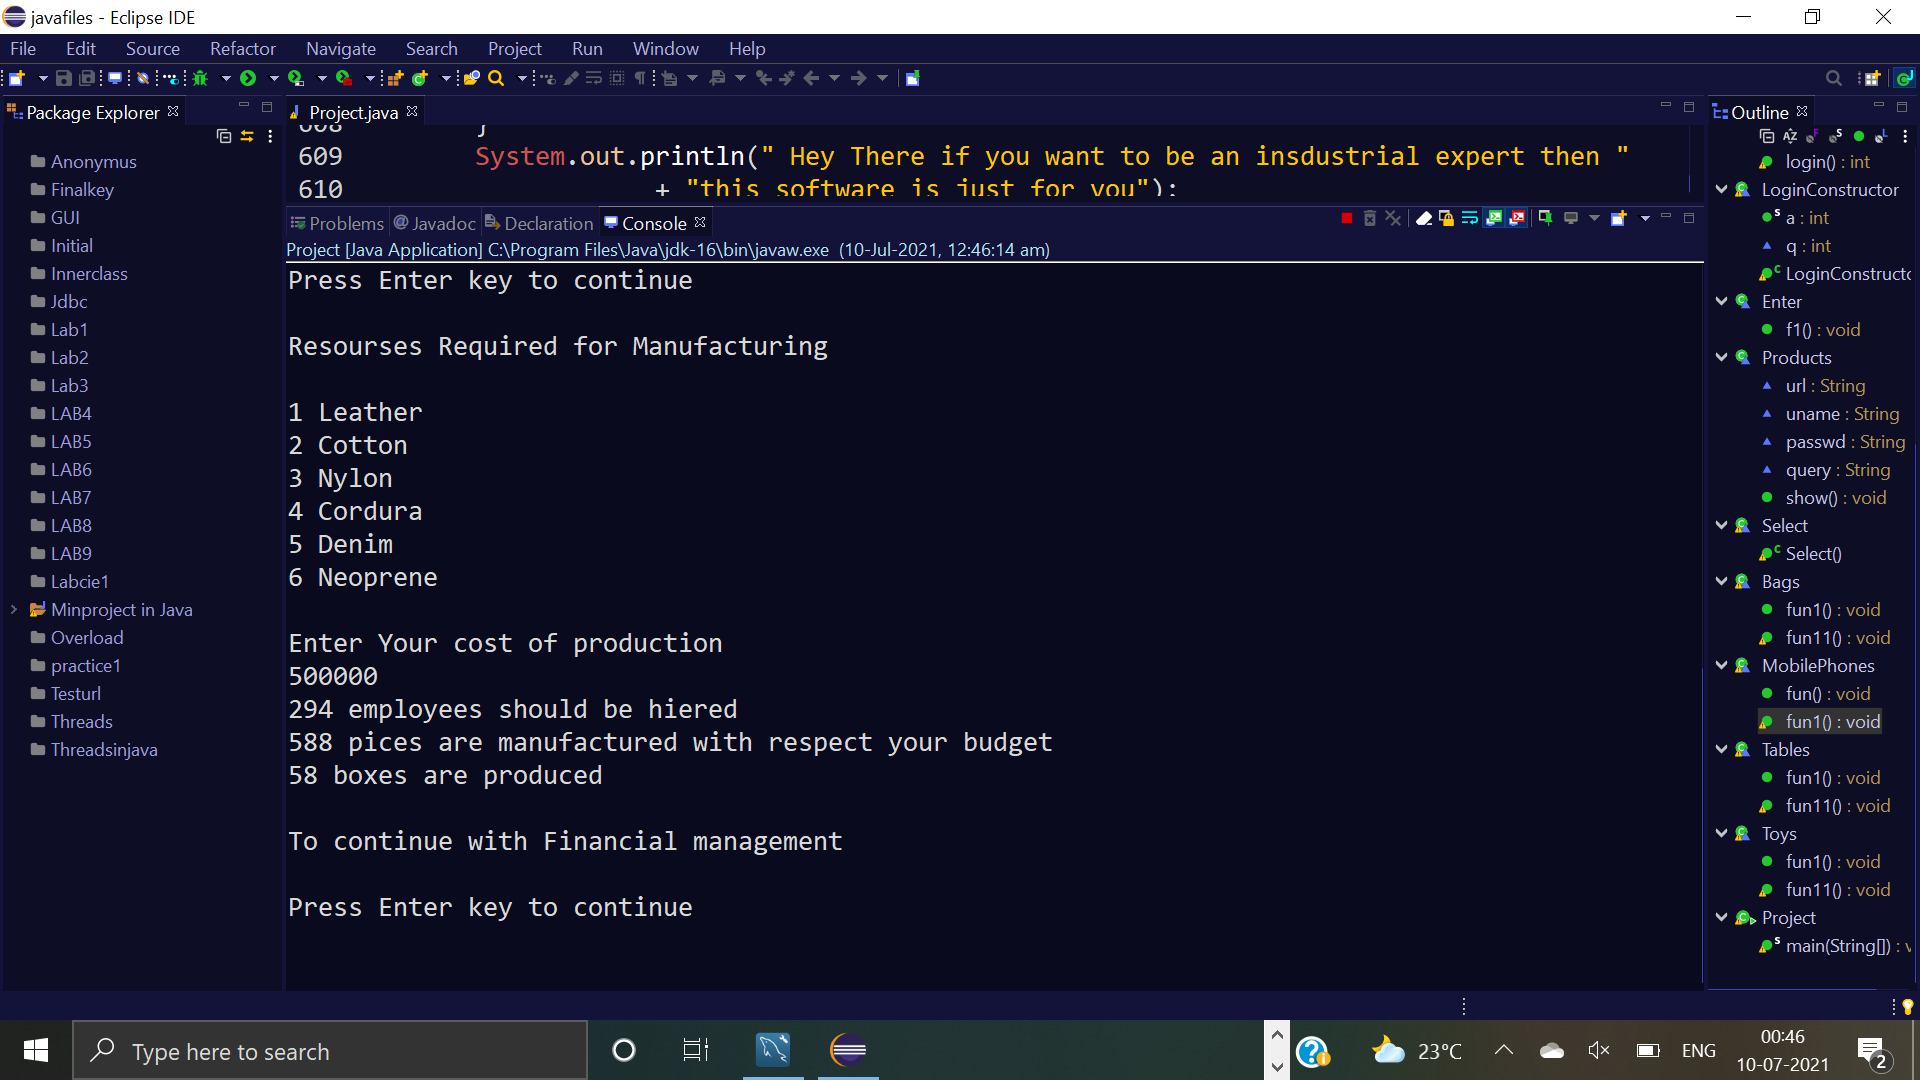 javafiles - Eclipse IDE
File Edit Source Refactor Navigate Search Project Run Window Help
Package Explorer
Anonymus
Finalkey
GUI
Initial
Innerclass
Jdbc
Lab1
Lab2
Lab3
LAB4
LAB5
LAB6
LAB7
LAB8
LAB9
Labcie1
Minproject in Java
Overload
practice1
Testurl
Threads
Threadsinjava
Project.java
608 }
609 System.out.println(" Hey There if you want to be an insdustrial expert then "
610 + "this software is just for you");
Problems Javadoc Declaration Console
Project [Java Application] C:\Program Files\Java\jdk-16\bin\javaw.exe (10-Jul-2021, 12:46:14 am)
Press Enter key to continue
Resourses Required for Manufacturing
1 Leather
2 Cotton
3 Nylon
4 Cordura
5 Denim
6 Neoprene
Enter Your cost of production
500000
294 employees should be hiered
588 pices are manufactured with respect your budget
58 boxes are produced
To continue with Financial management
Press Enter key to continue
Outline
login() : int
LoginConstructor
a : int
q : int
LoginConstructo
Enter
f1() : void
Products
url : String
uname : String
passwd : String
query : String
show() : void
Select
Select()
Bags
fun1() : void
fun11() : void
MobilePhones
fun() : void
fun1() : void
Tables
fun1() : void
fun11() : void
Toys
fun1() : void
fun11() : void
Project
main(String[]) : v
Type here to search
23°C
ENG
00:46
10-07-2021
2